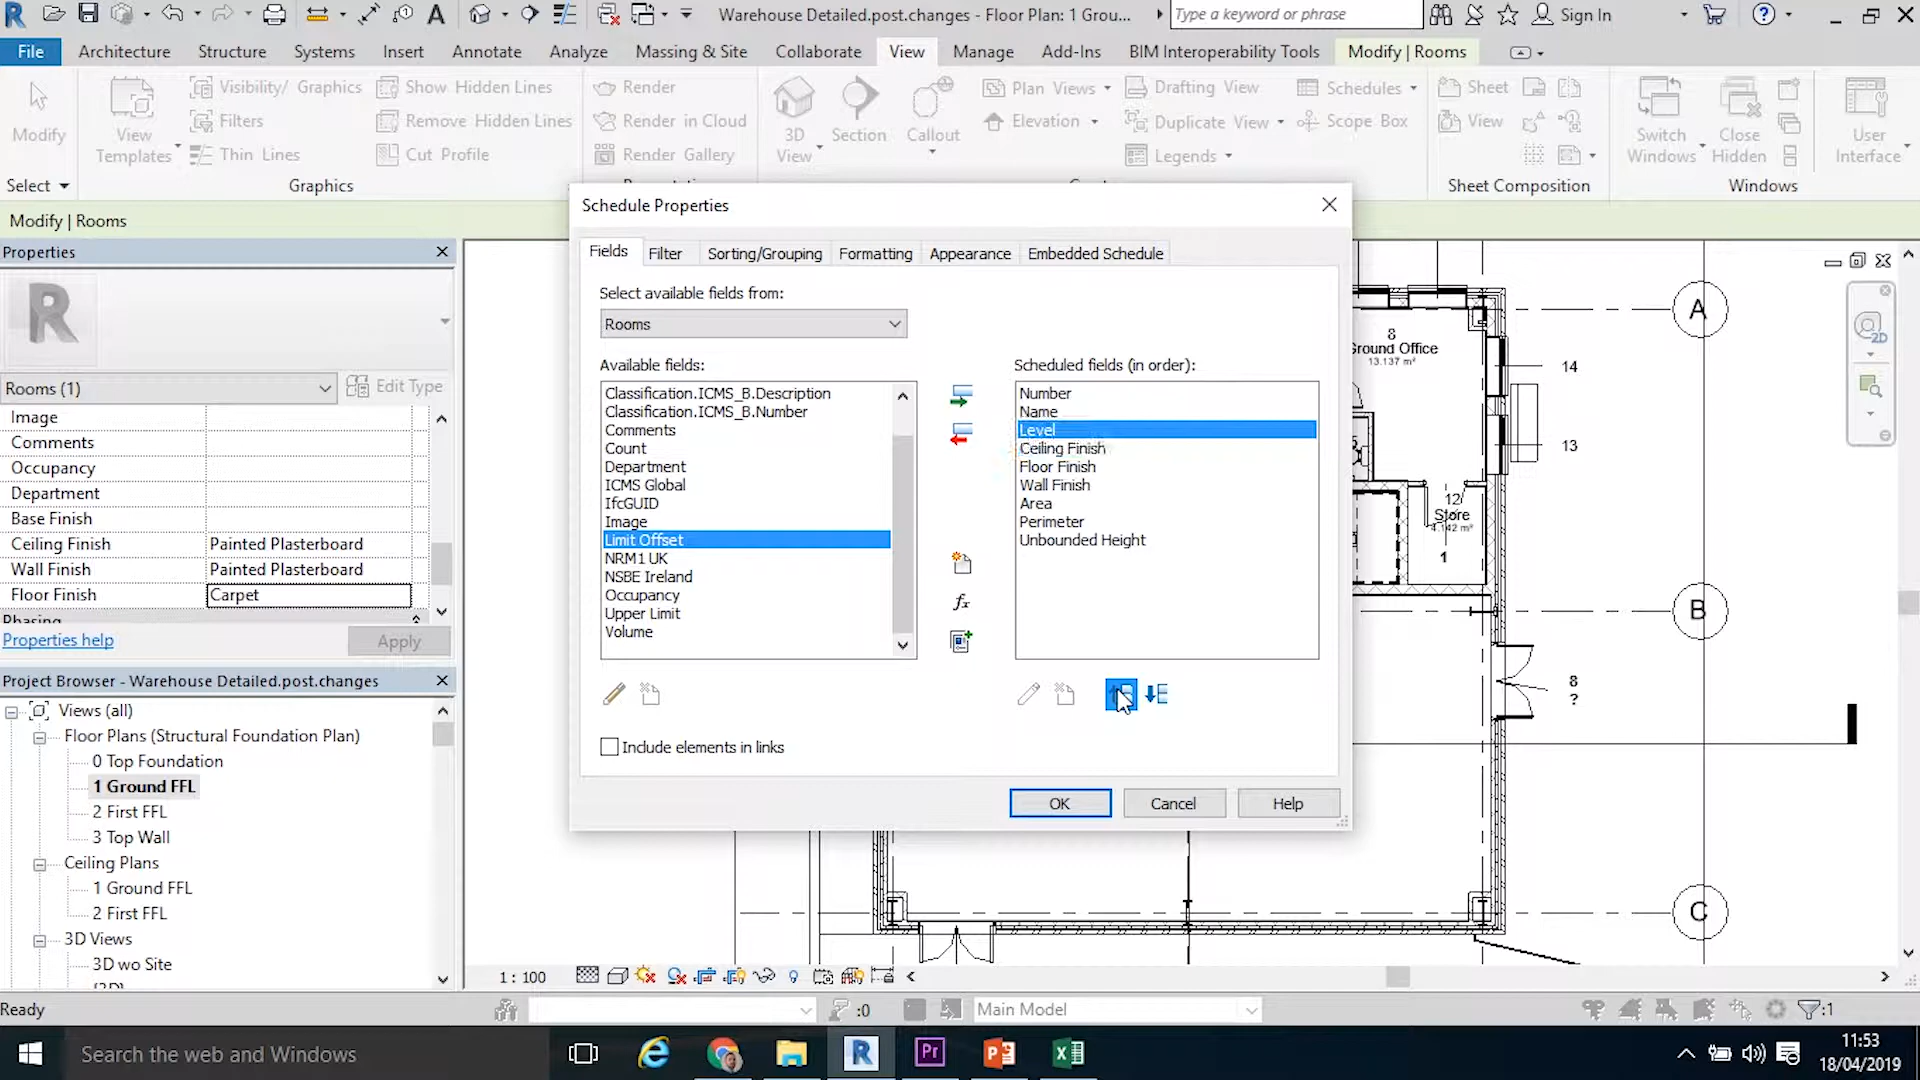 Warehouse Detailed.post.changes - Floor Plan: 1 Grou...
Type a keyword or phrase
Sign In
File
Architecture
Structure
Systems
Insert
Annotate
Analyze
Massing & Site
Collaborate
View
Manage
Add-Ins
BIM Interoperability Tools
Modify | Rooms
Modify
View
Templates
Visibility/ Graphics
Filters
Thin Lines
Show Hidden Lines
Remove Hidden Lines
Cut Profile
Render
Render in Cloud
Render Gallery
3D
View
Section
Callout
Plan Views
Elevation
Drafting View
Duplicate View
Legends
Schedules
Scope Box
Sheet
View
Switch
Windows
Close
Hidden
User
Interface
Select
Graphics
Sheet Composition
Windows
Modify | Rooms
Properties
R
Rooms (1)
Edit Type
Image
Comments
Occupancy
Department
Base Finish
Ceiling Finish Painted Plasterboard
Wall Finish Painted Plasterboard
Floor Finish Carpet
Phasing
Properties help
Apply
Project Browser - Warehouse Detailed.post.changes
Views (all)
Floor Plans (Structural Foundation Plan)
0 Top Foundation
1 Ground FFL
2 First FFL
3 Top Wall
Ceiling Plans
1 Ground FFL
2 First FFL
3D Views
3D wo Site
{3D}
Schedule Properties
Fields
Filter
Sorting/Grouping
Formatting
Appearance
Embedded Schedule
Select available fields from:
Rooms
Available fields:
Classification.ICMS_B.Description
Classification.ICMS_B.Number
Comments
Count
Department
ICMS Global
IfcGUID
Image
Limit Offset
NRM1 UK
NSBE Ireland
Occupancy
Upper Limit
Volume
fx
Scheduled fields (in order):
Number
Name
Level
Ceiling Finish
Floor Finish
Wall Finish
Area
Perimeter
Unbounded Height
Include elements in links
OK
Cancel
Help
8
Ground Office
13.137 m²
12
Store
4.142 m²
1
14
13
8
?
A
B
C
2D
1 : 100
Ready
:0
Main Model
:1
Search the web and Windows
Pr
11:53
18/04/2019